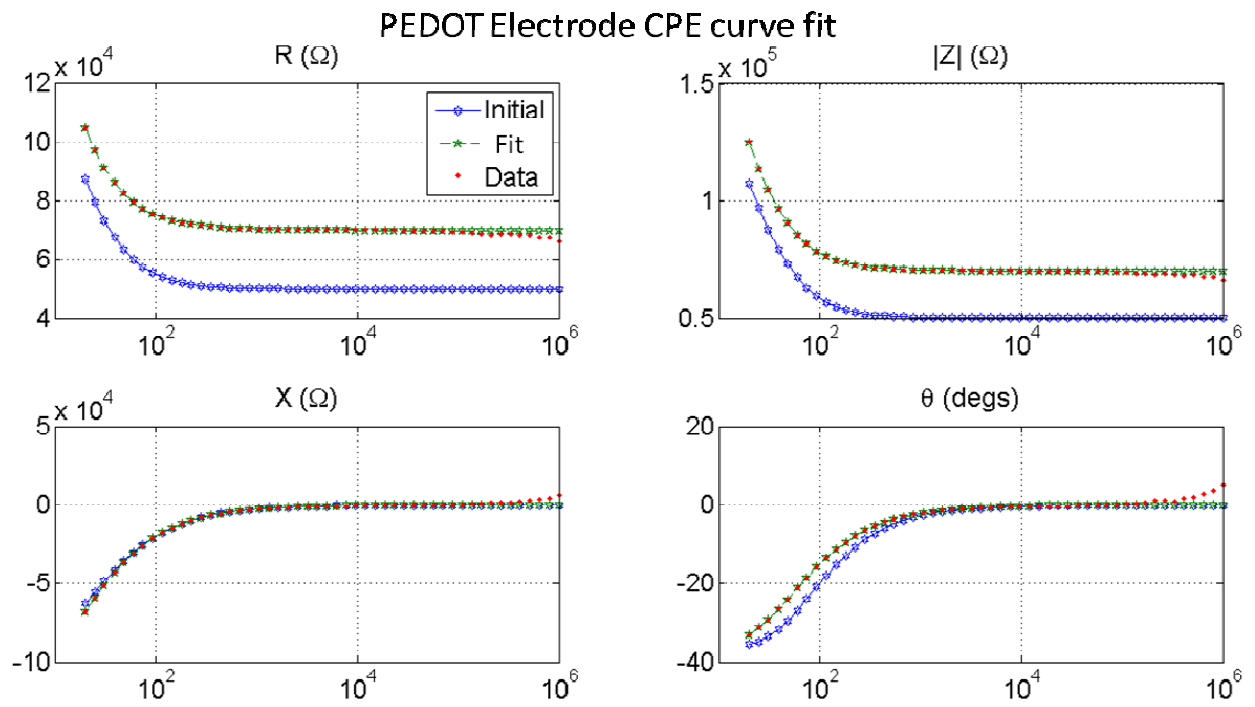 PEDOT Electrode CPE curve fit
R (Ω)
x 10^4
12
10
8
6
4
10^2
10^4
10^6
Initial
Fit
Data
|Z| (Ω)
x 10^5
1.5
1
0.5
10^2
10^4
10^6
X (Ω)
x 10^4
5
0
-5
-10
10^2
10^4
10^6
θ (degs)
20
0
-20
-40
10^2
10^4
10^6